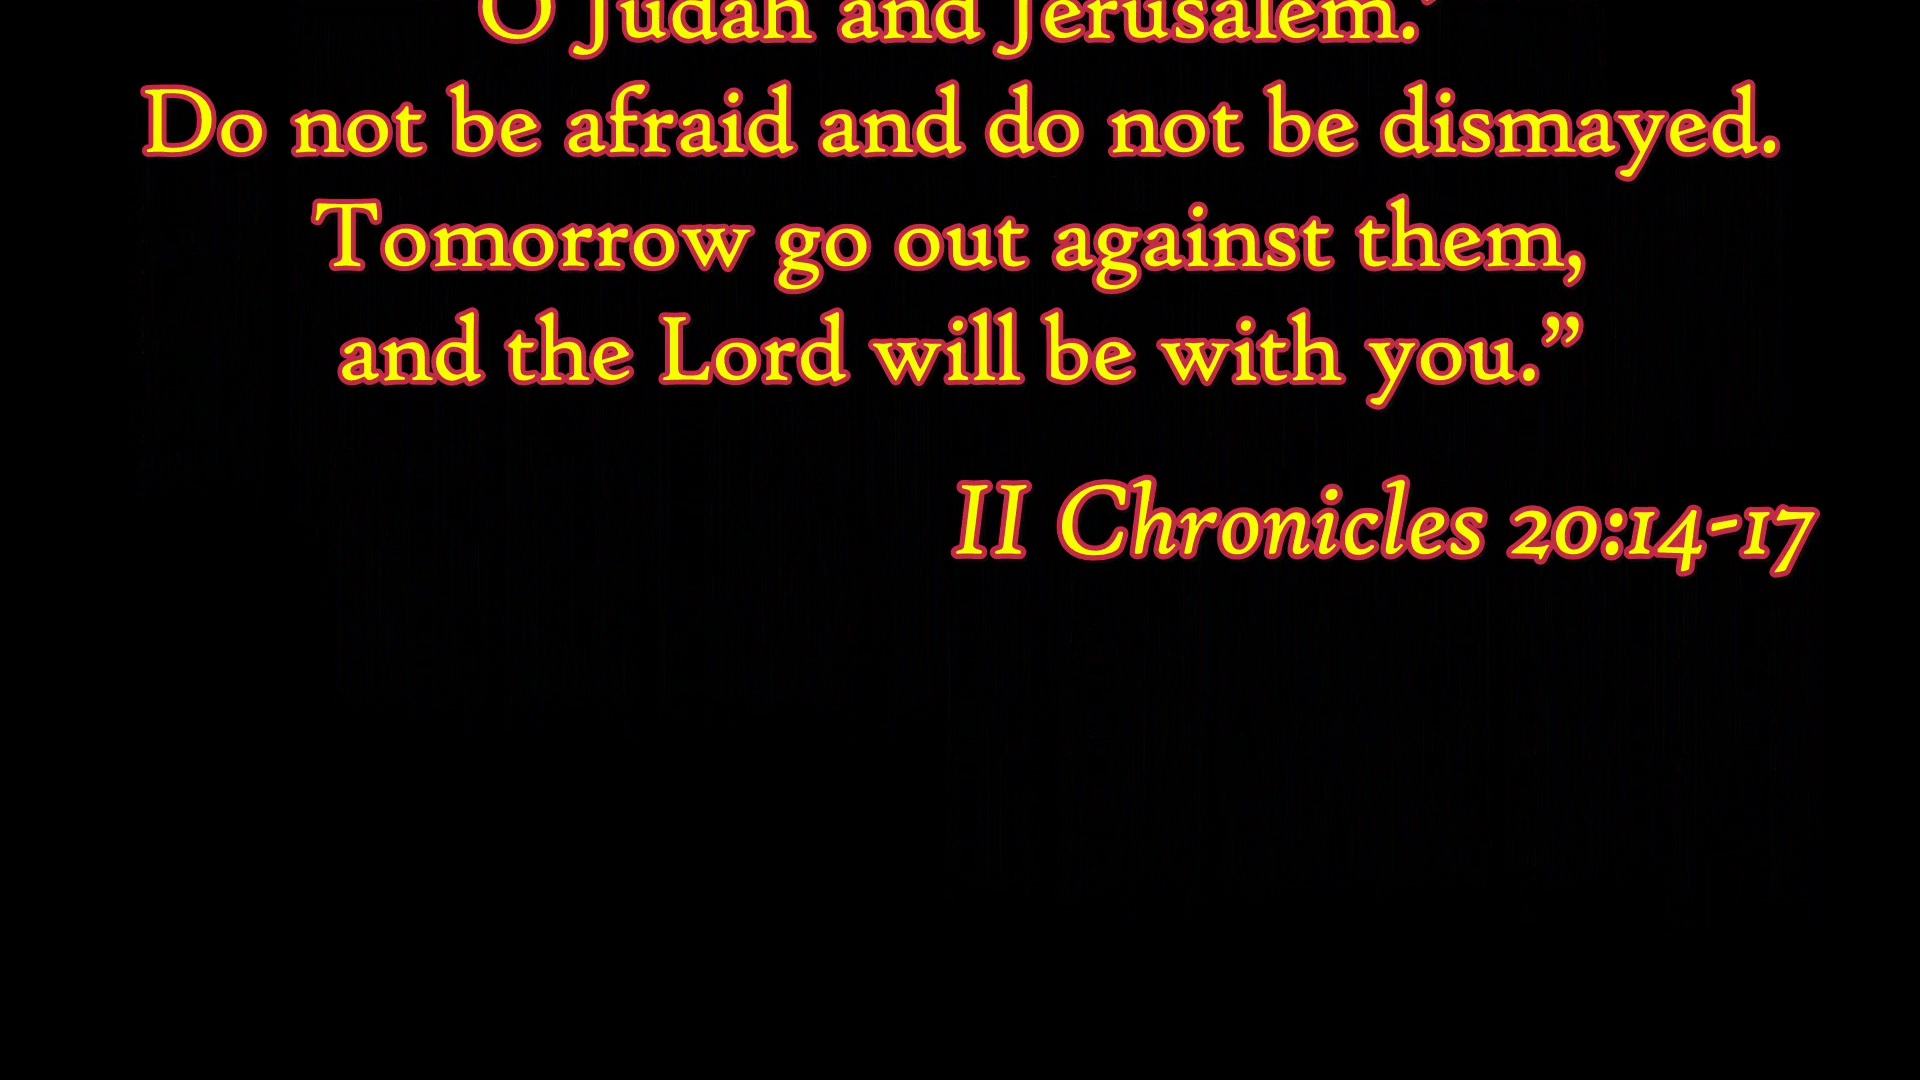 O Judah and Jerusalem.’
Do not be afraid and do not be dismayed.
Tomorrow go out against them,
and the Lord will be with you.”
II Chronicles 20:14-17